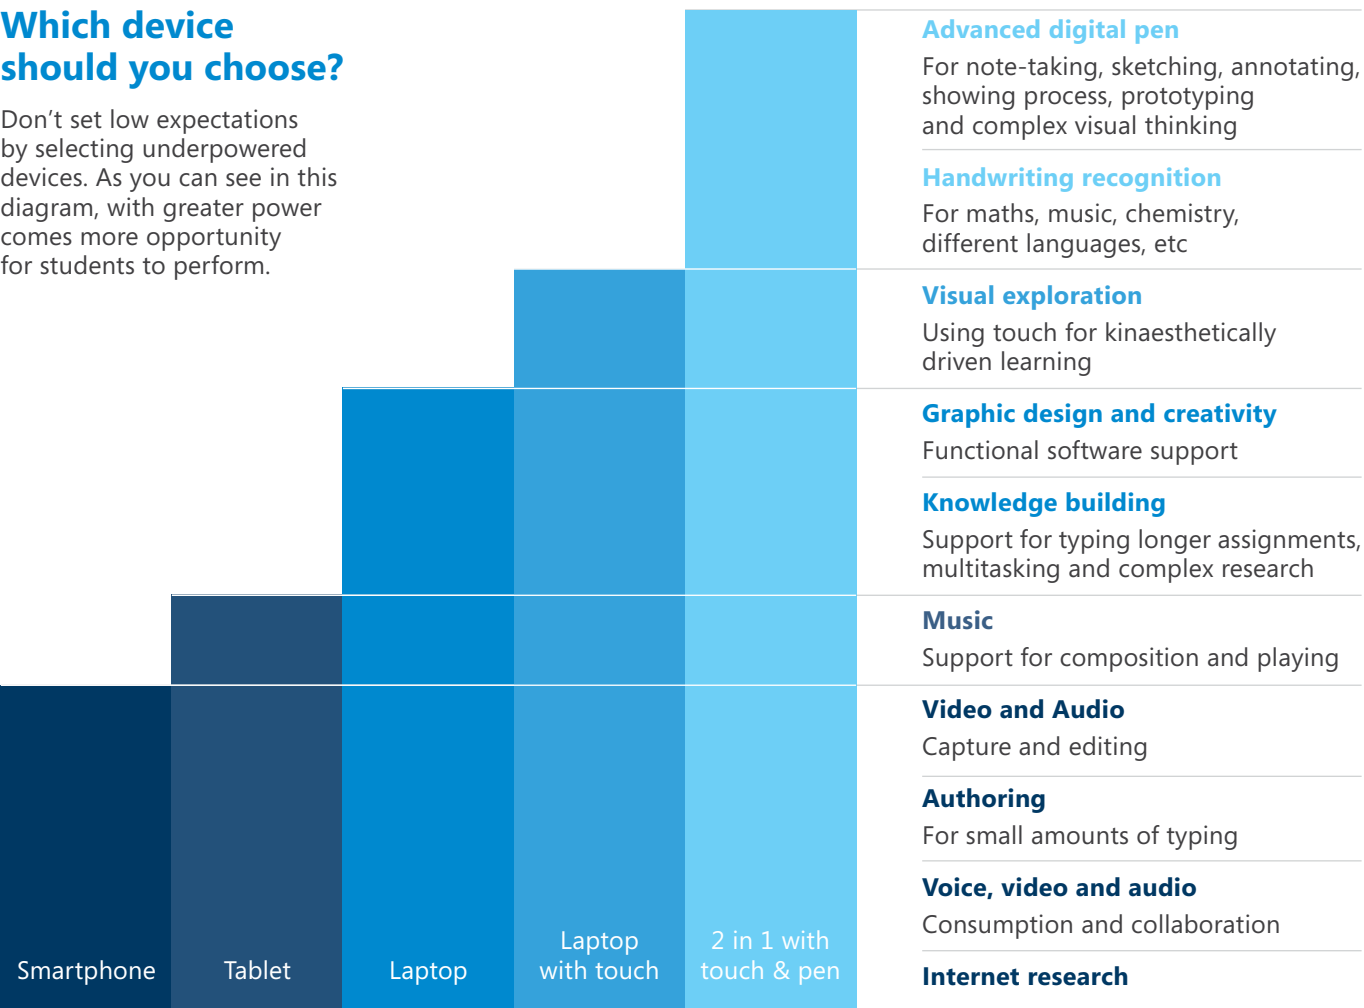 Which device
should you choose?
Don’t set low expectations
by selecting underpowered
devices. As you can see in this
diagram, with greater power
comes more opportunity
for students to perform.
Advanced digital pen
For note-taking, sketching, annotating,
showing process, prototyping
and complex visual thinking
Handwriting recognition
For maths, music, chemistry,
different languages, etc
Visual exploration
Using touch for kinaesthetically
driven learning
Graphic design and creativity
Functional software support
Knowledge building
Support for typing longer assignments,
multitasking and complex research
Music
Support for composition and playing
Video and Audio
Capture and editing
Authoring
For small amounts of typing
Voice, video and audio
Consumption and collaboration
Internet research
Smartphone
Tablet
Laptop
Laptop
with touch
2 in 1 with
touch & pen